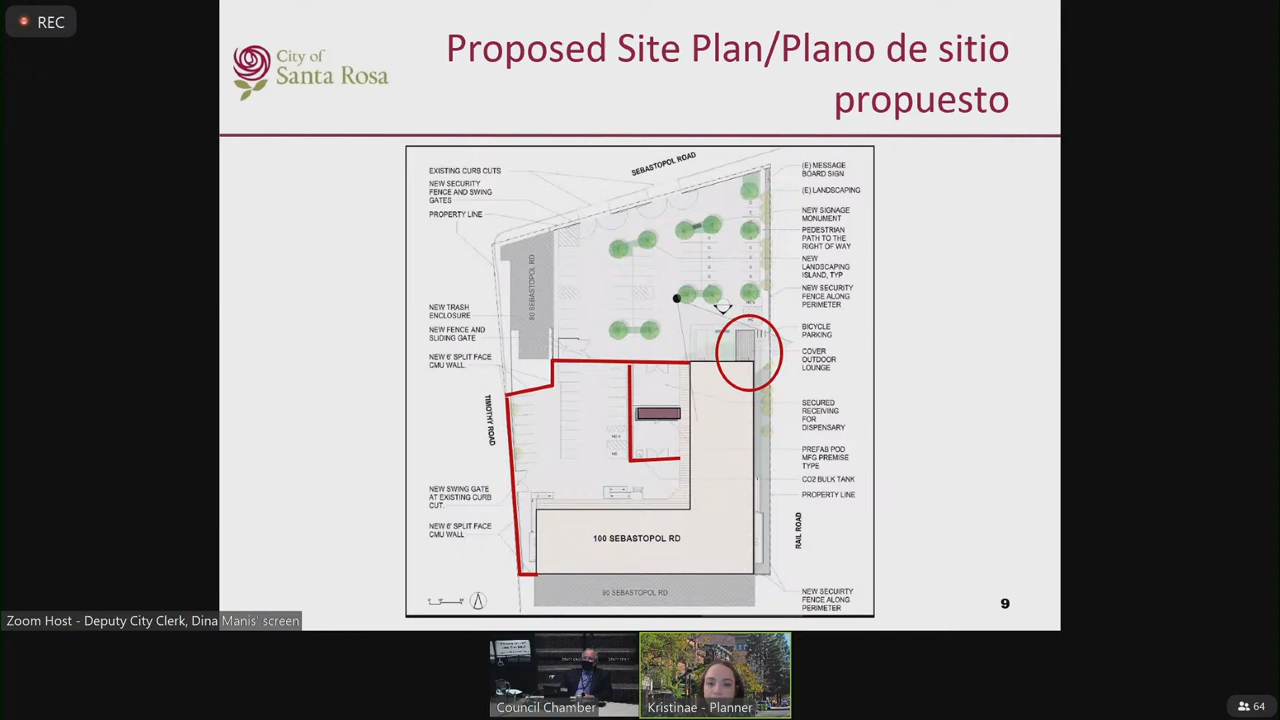 REC
City of
Santa Rosa
Proposed Site Plan/Plano de sitio
propuesto
SEBASTOPOL ROAD
EXISTING CURB CUTS
NEW SECURITY
FENCE AND SWING
GATES
PROPERTY LINE
80 SEBASTOPOL RD
NEW TRASH
ENCLOSURE
NEW FENCE AND
SLIDING GATE
NEW 6' SPLIT FACE
CMU WALL.
TIMOTHY ROAD
NEW SWING GATE
AT EXISTING CURB
CUT.
NEW 6' SPLIT FACE
CMU WALL
(E) MESSAGE
BOARD SIGN
(E) LANDSCAPING
NEW SIGNAGE
MONUMENT
PEDESTRIAN
PATH TO THE
RIGHT OF WAY
NEW
LANDSCAPING
ISLAND, TYP
NEW SECURITY
FENCE ALONG
PERIMETER
BICYCLE
PARKING
COVER
OUTDOOR
LOUNGE
SECURED
RECEIVING
FOR
DISPENSARY
PREFAB POD
MFG PREMISE
TYPE
CO2 BULK TANK
PROPERTY LINE
RAIL ROAD
NEW SECUIRTY
FENCE ALONG
PERIMETER
100 SEBASTOPOL RD
90 SEBASTOPOL RD
9
Zoom Host - Deputy City Clerk, Dina Manis' screen
Council Chamber
Kristinae - Planner
64